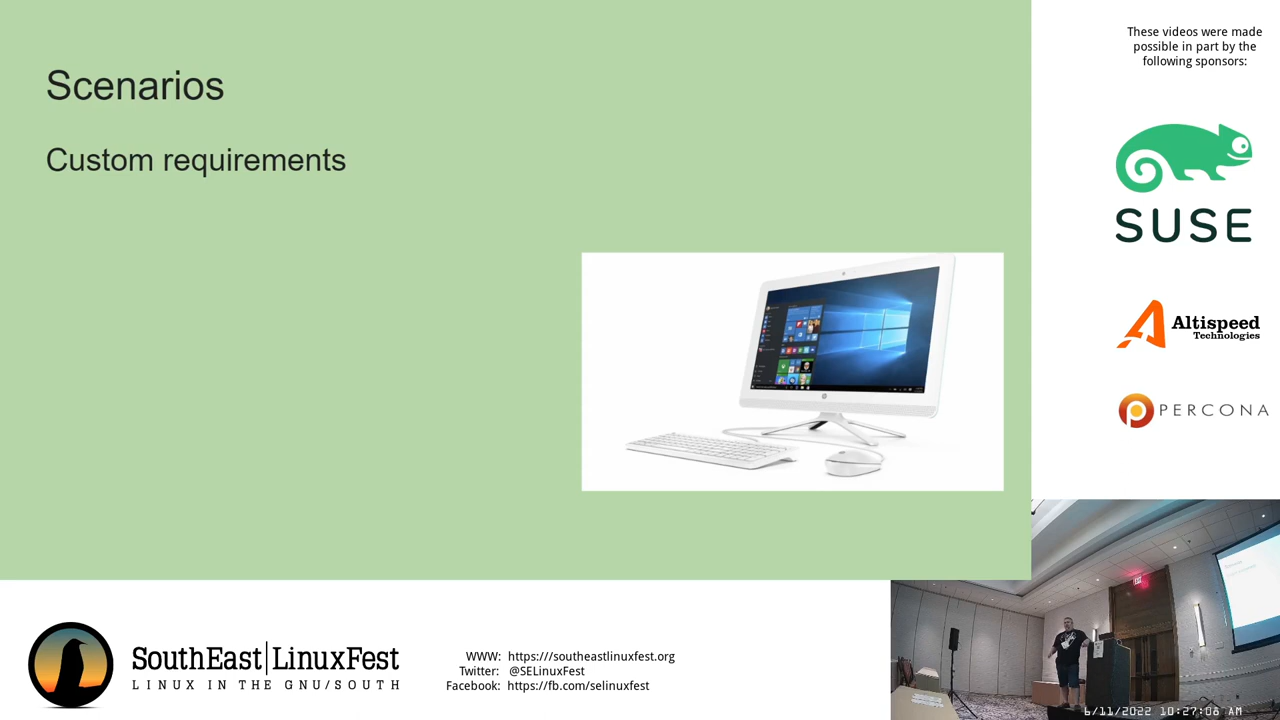 Scenarios
Custom requirements
These videos were made
possible in part by the
following sponsors:
SUSE
Altispeed
Technologies
PERCONA
SouthEast|LinuxFest
LINUX IN THE GNU/SOUTH
WWW: https:///southeastlinuxfest.org
Twitter: @SELinuxFest
Facebook: https://fb.com/selinuxfest
6/11/2022 10:27:08 AM